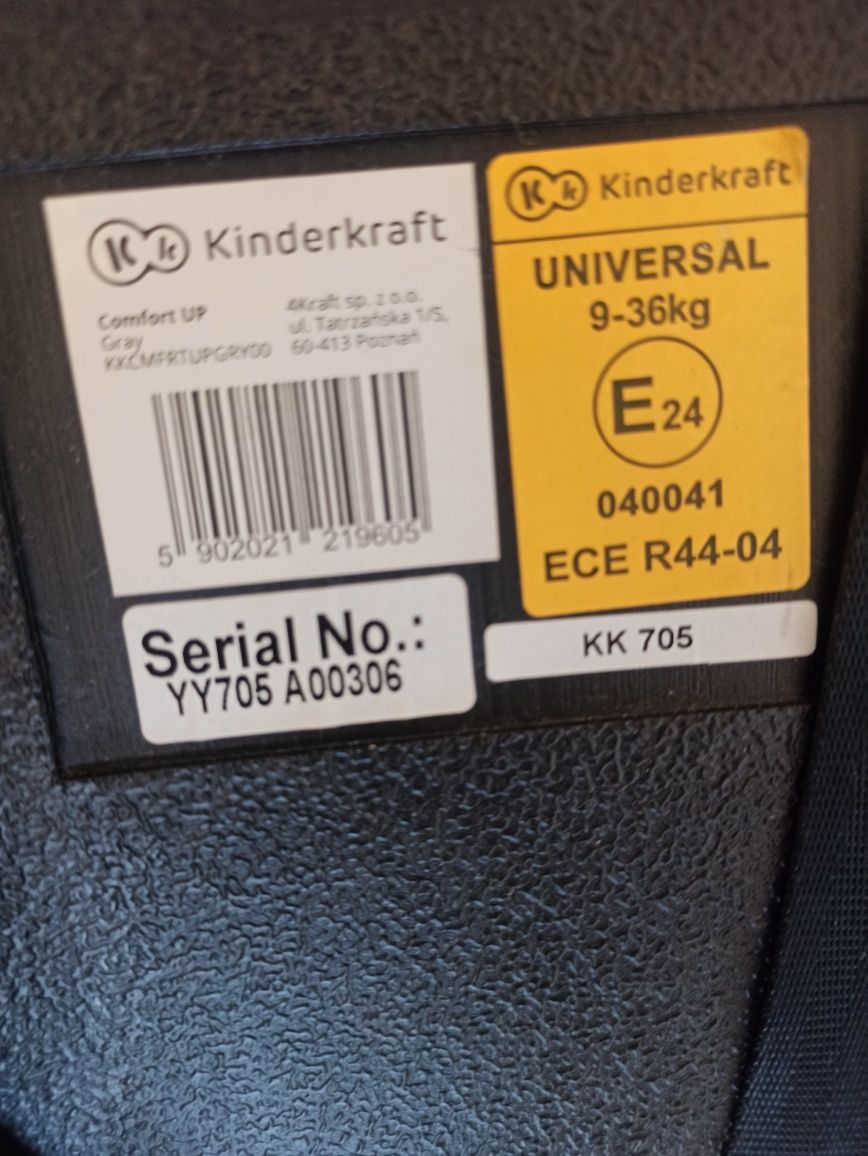 Kinderkraft
Comfort UP
Gray
KKCMFRTUPGRY00
4Kraft sp. z o.o.
ul. Tatrzańska 1/5,
60-413 Poznań
5 902021 219605
Serial No.:
YY705 A00306
Kinderkraft
UNIVERSAL
9-36kg
E24
040041
ECE R44-04
KK 705